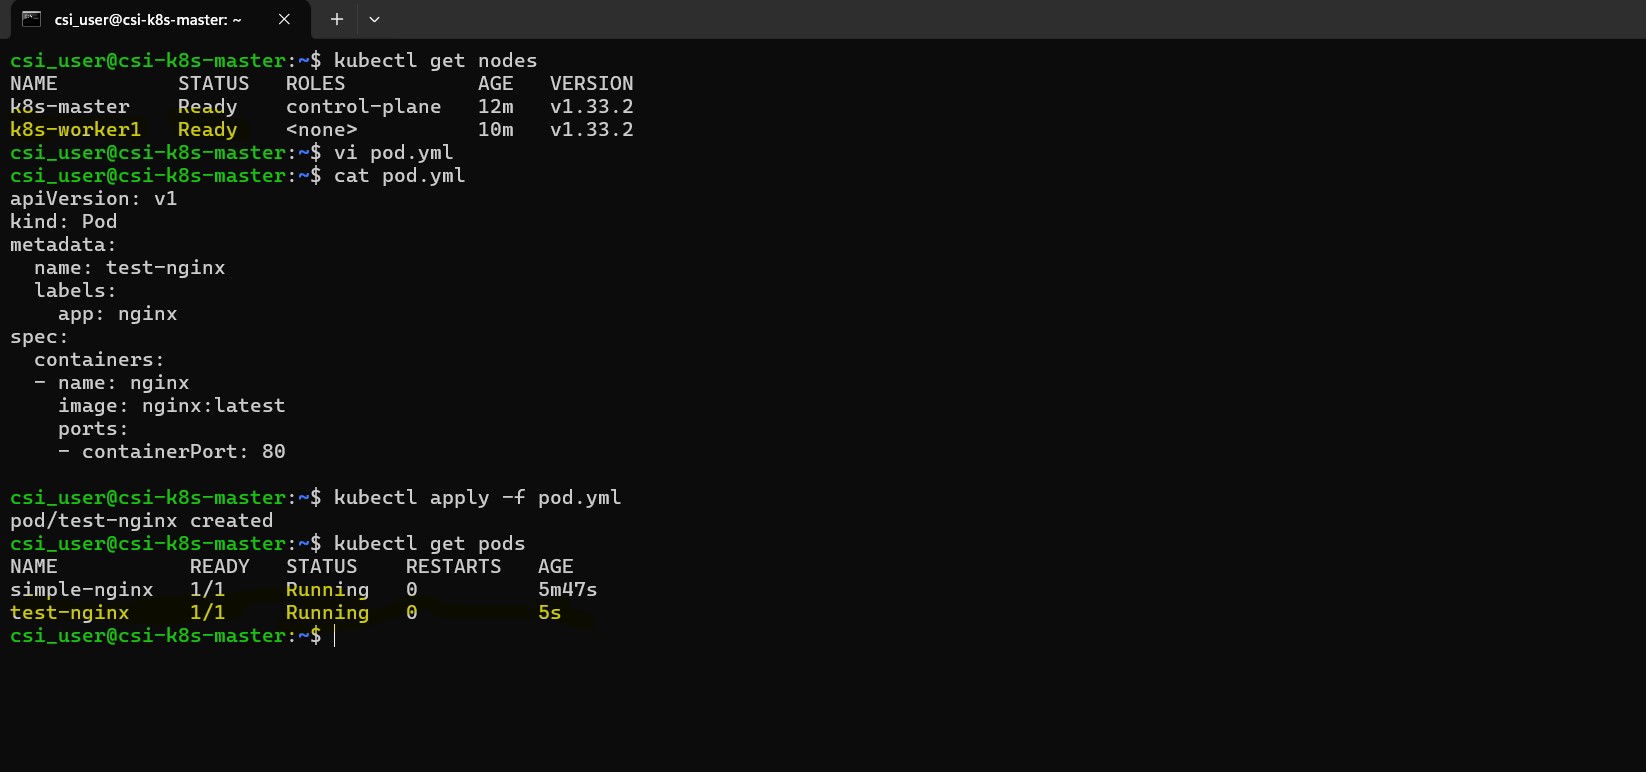 csi_user@csi-k8s-master: ~
csi_user@csi-k8s-master:~$ kubectl get nodes
NAME          STATUS   ROLES           AGE   VERSION
k8s-master    Ready    control-plane   12m   v1.33.2
k8s-worker1   Ready    <none>          10m   v1.33.2
csi_user@csi-k8s-master:~$ vi pod.yml
csi_user@csi-k8s-master:~$ cat pod.yml
apiVersion: v1
kind: Pod
metadata:
  name: test-nginx
  labels:
    app: nginx
spec:
  containers:
  - name: nginx
    image: nginx:latest
    ports:
    - containerPort: 80
csi_user@csi-k8s-master:~$ kubectl apply -f pod.yml
pod/test-nginx created
csi_user@csi-k8s-master:~$ kubectl get pods
NAME           READY   STATUS    RESTARTS   AGE
simple-nginx   1/1     Running   0          5m47s
test-nginx     1/1     Running   0          5s
csi_user@csi-k8s-master:~$